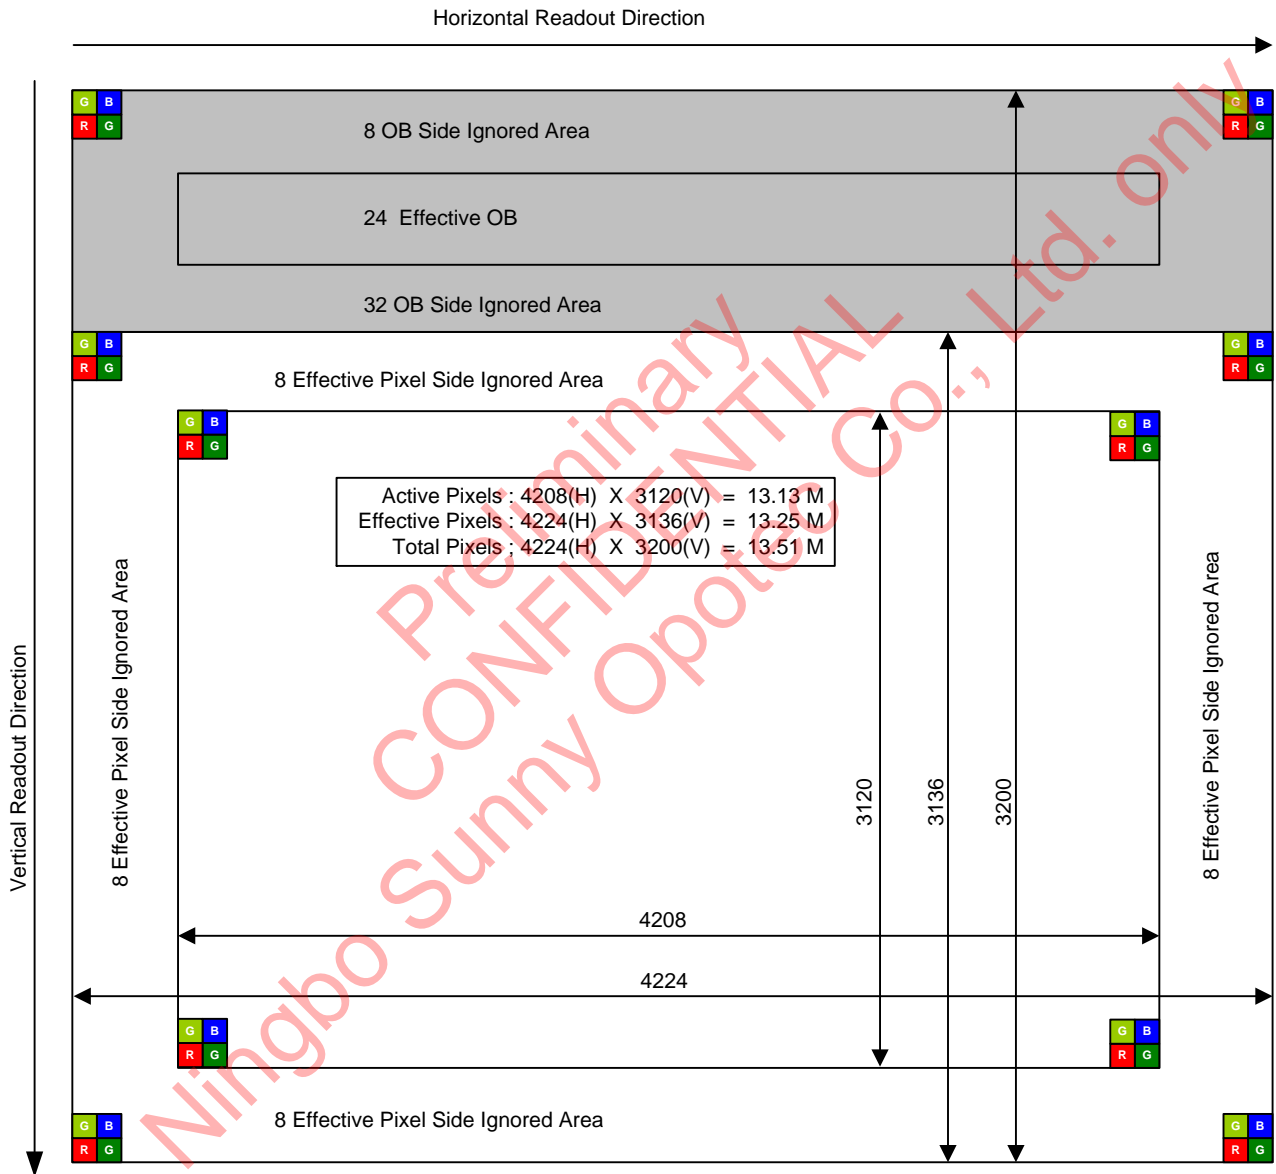 Horizontal Readout Direction
G B
R G
G B
R G
8 OB Side Ignored Area
24 Effective OB
32 OB Side Ignored Area
G B
R G
G B
R G
8 Effective Pixel Side Ignored Area
G B
R G
G B
R G
Active Pixels : 4208(H) X 3120(V) = 13.13 M
Effective Pixels : 4224(H) X 3136(V) = 13.25 M
Total Pixels ; 4224(H) X 3200(V) = 13.51 M
Vertical Readout Direction
8 Effective Pixel Side Ignored Area
8 Effective Pixel Side Ignored Area
3120
3136
3200
4208
4224
G B
R G
G B
R G
8 Effective Pixel Side Ignored Area
G B
R G
G B
R G
Preliminary
CONFIDENTIAL
Ningbo Sunny Opotec Co., Ltd. only